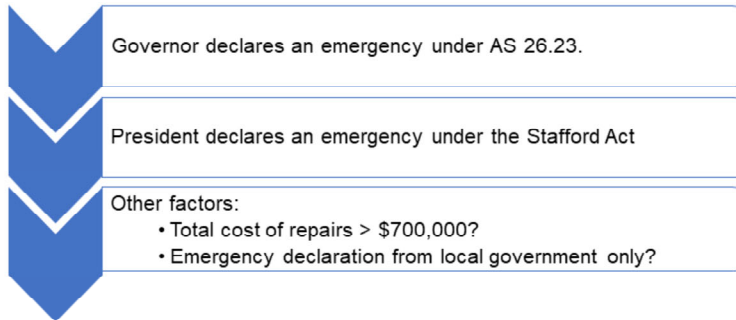 Governor declares an emergency under AS 26.23.
President declares an emergency under the Stafford Act
Other factors:
• Total cost of repairs > $700,000?
• Emergency declaration from local government only?